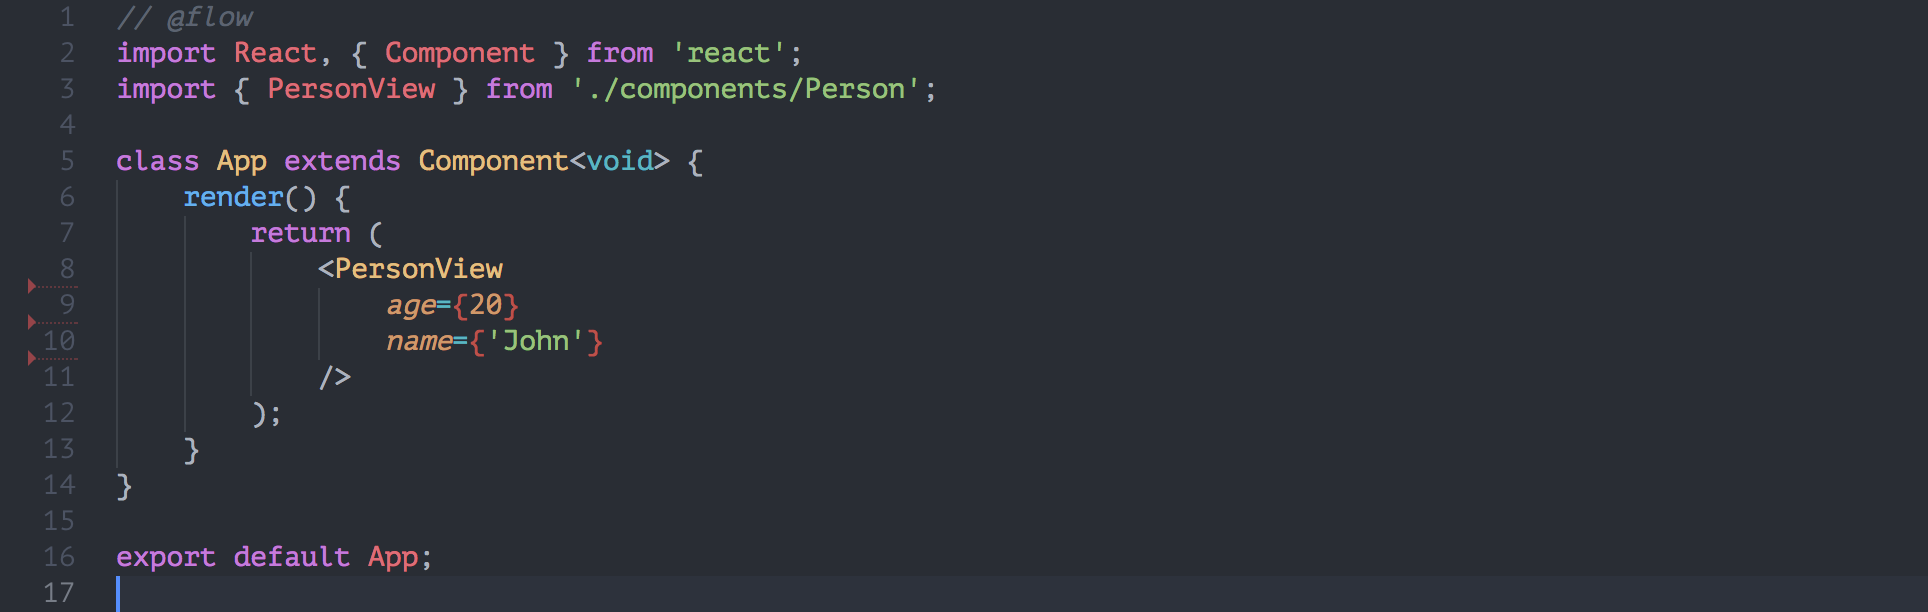 1 // @flow
2 import React, { Component } from 'react';
3 import { PersonView } from './components/Person';
4
5 class App extends Component<void> {
6     render() {
7         return (
8             <PersonView
9                 age={20}
10                 name={'John'}
11             />
12         );
13     }
14 }
15
16 export default App;
17